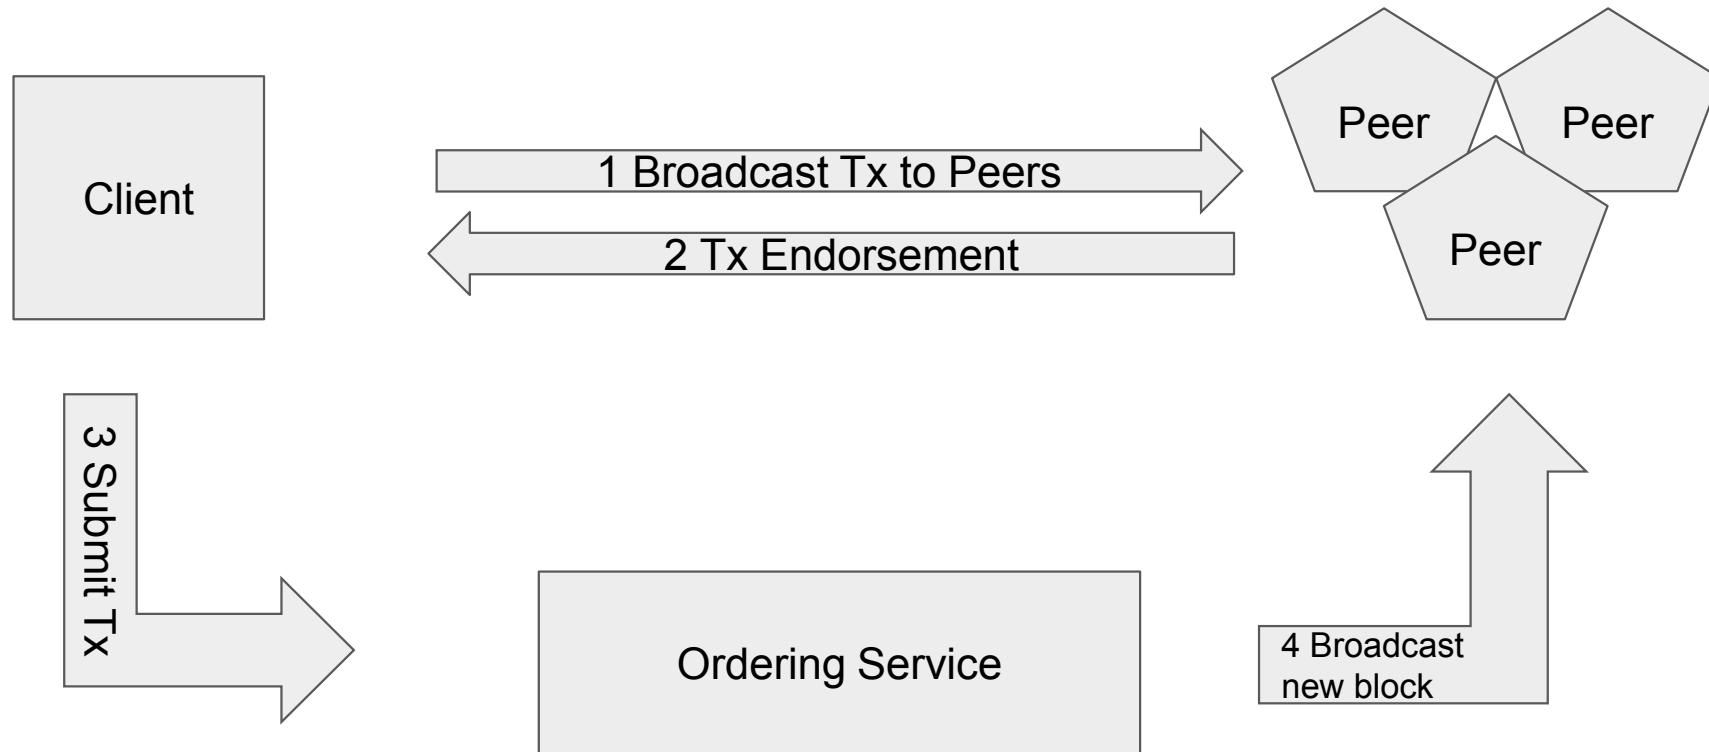 Client
1 Broadcast Tx to Peers
2 Tx Endorsement
Peer
Peer
Peer
3 Submit Tx
Ordering Service
4 Broadcast
new block